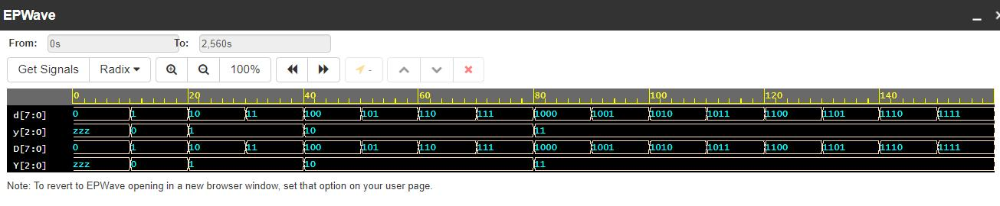 EPWave
From: 0s To: 2,560s
Get Signals Radix 100% -
0 20 40 60 80 100 120 140
d[7:0] 0 1 10 11 100 101 110 111 1000 1001 1010 1011 1100 1101 1110 1111
y[2:0] zzz 0 1 10 11
D[7:0] 0 1 10 11 100 101 110 111 1000 1001 1010 1011 1100 1101 1110 1111
Y[2:0] zzz 0 1 10 11
Note: To revert to EPWave opening in a new browser window, set that option on your user page.